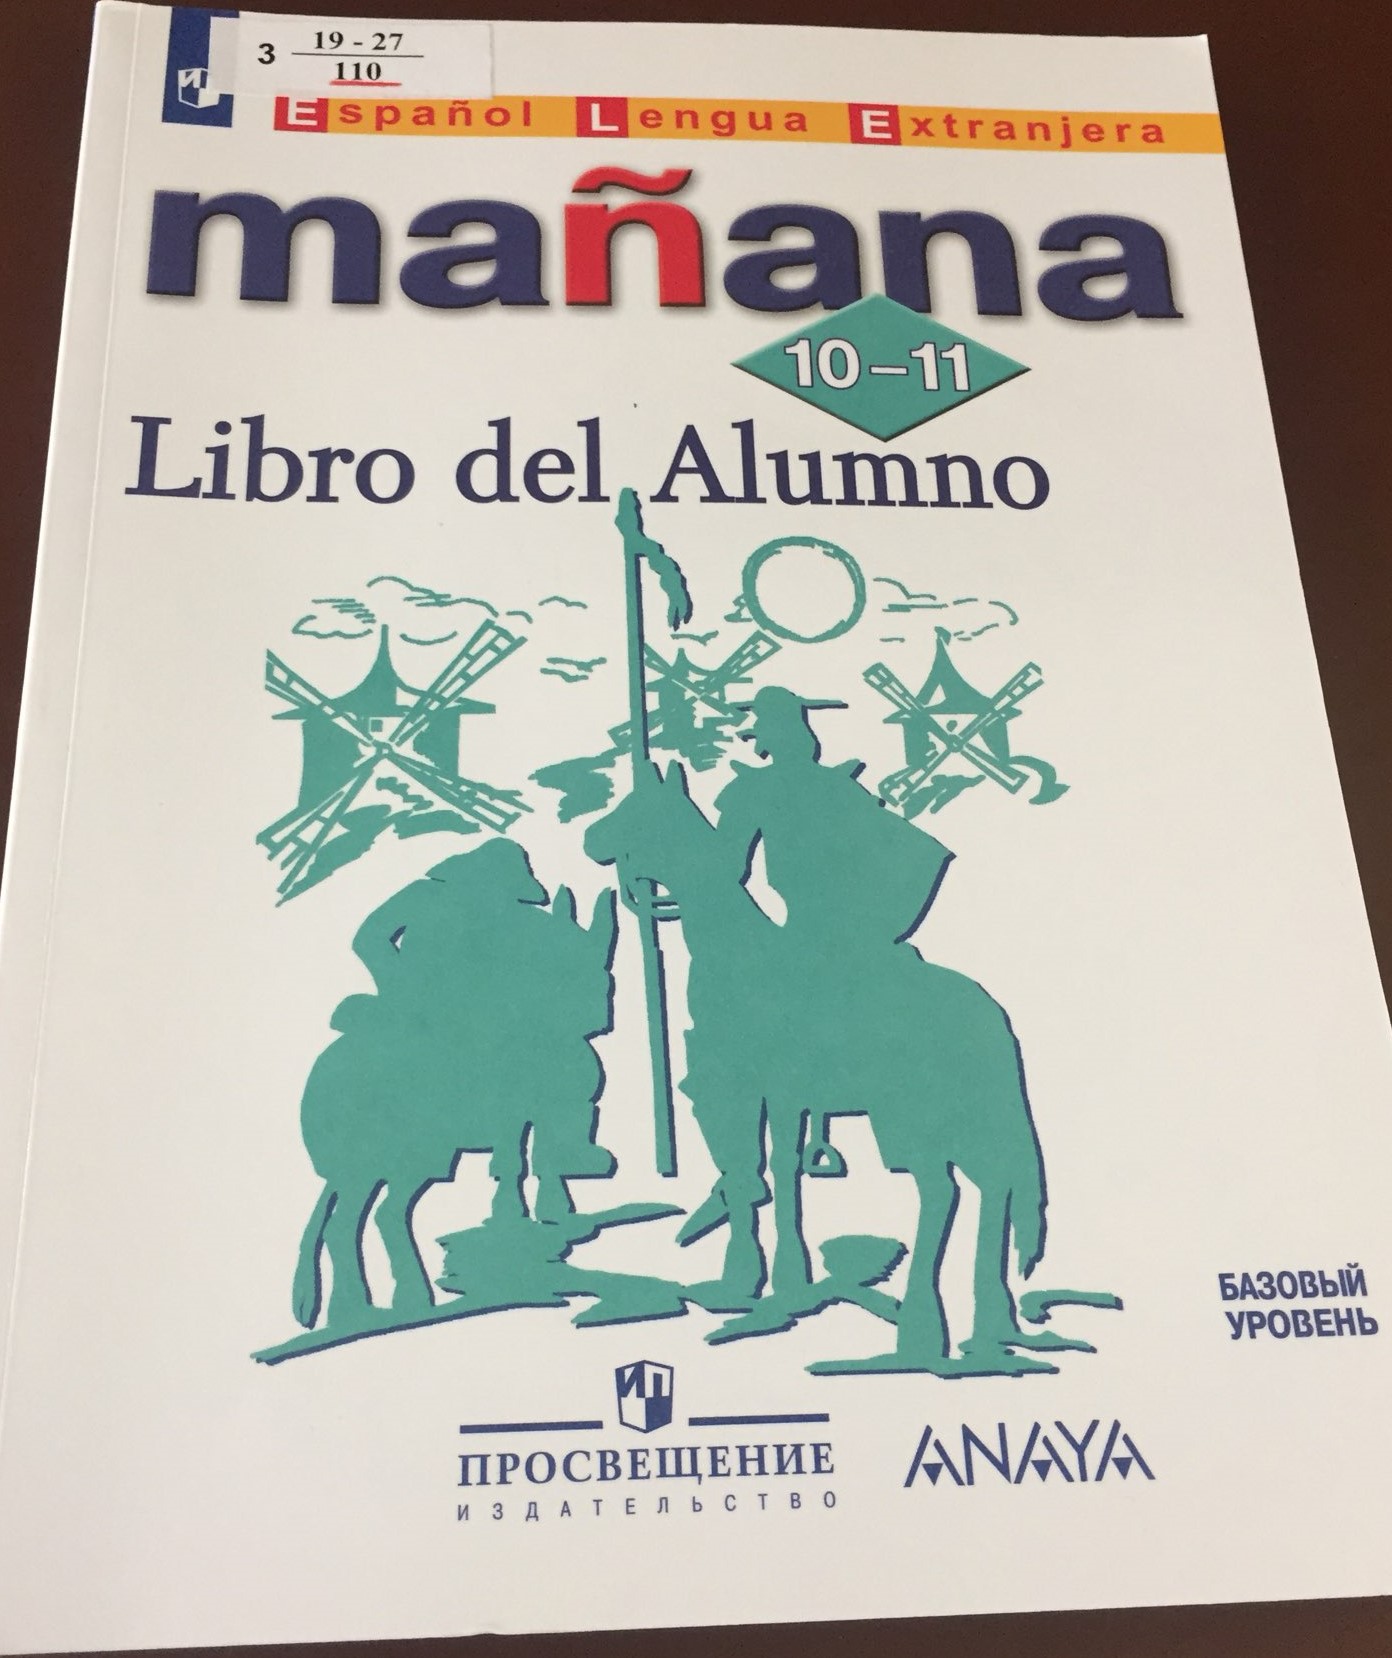 3 19 - 27
110
Español Lengua Extranjera
mañana
10–11
Libro del Alumno
БАЗОВЫЙ
УРОВЕНЬ
ИП
ПРОСВЕЩЕНИЕ
ИЗДАТЕЛЬСТВО
ANAYA